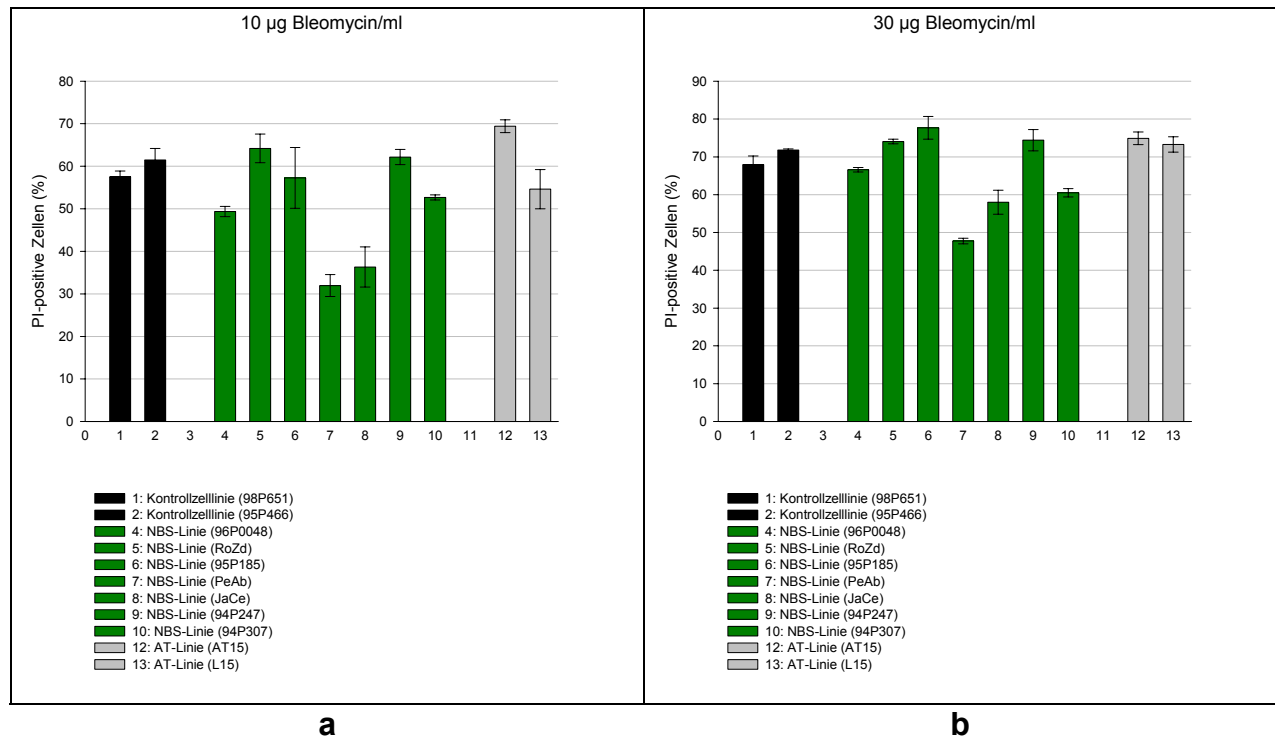 10 µg Bleomycin/ml
PI-positive Zellen (%)
80
70
60
50
40
30
20
10
0
0 1 2 3 4 5 6 7 8 9 10 11 12 13
1: Kontrollzelllinie (98P651)
2: Kontrollzelllinie (95P466)
4: NBS-Linie (96P0048)
5: NBS-Linie (RoZd)
6: NBS-Linie (95P185)
7: NBS-Linie (PeAb)
8: NBS-Linie (JaCe)
9: NBS-Linie (94P247)
10: NBS-Linie (94P307)
12: AT-Linie (AT15)
13: AT-Linie (L15)
a
30 µg Bleomycin/ml
PI-positive Zellen (%)
90
80
70
60
50
40
30
20
10
0
0 1 2 3 4 5 6 7 8 9 10 11 12 13
1: Kontrollzelllinie (98P651)
2: Kontrollzelllinie (95P466)
4: NBS-Linie (96P0048)
5: NBS-Linie (RoZd)
6: NBS-Linie (95P185)
7: NBS-Linie (PeAb)
8: NBS-Linie (JaCe)
9: NBS-Linie (94P247)
10: NBS-Linie (94P307)
12: AT-Linie (AT15)
13: AT-Linie (L15)
b